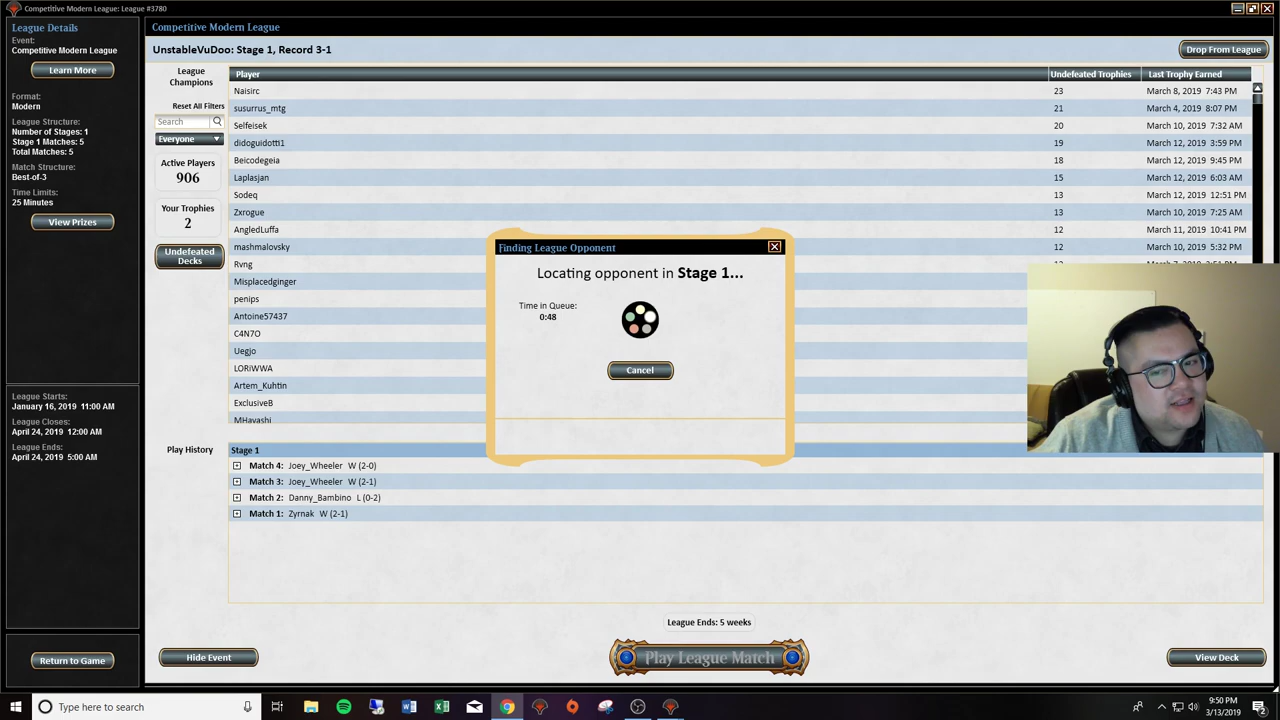 Competitive Modern League: League #3780
League Details
Event:
Competitive Modern League
Learn More
Format:
Modern
League Structure:
Number of Stages: 1
Stage 1 Matches: 5
Total Matches: 5
Match Structure:
Best-of-3
Time Limits:
25 Minutes
View Prizes
League Starts:
January 16, 2019 11:00 AM
League Closes:
April 24, 2019 12:00 AM
League Ends:
April 24, 2019 5:00 AM
Return to Game
Competitive Modern League
UnstableVuDoo: Stage 1, Record 3-1
Drop From League
League
Champions
Reset All Filters
Search
Everyone
Active Players
906
Your Trophies
2
Undefeated
Decks
Player Undefeated Trophies Last Trophy Earned
Naisirc 23 March 8, 2019 7:43 PM
susurrus_mtg 21 March 4, 2019 8:07 PM
Selfeisek 20 March 10, 2019 7:32 AM
didoguidotti1 19 March 12, 2019 3:59 PM
Beicodegeia 18 March 12, 2019 9:45 PM
Laplasjan 15 March 12, 2019 6:03 AM
Sodeq 13 March 12, 2019 12:51 PM
Zxrogue 13 March 10, 2019 7:25 AM
AngledLuffa 12 March 11, 2019 10:41 PM
mashmalovsky 12 March 10, 2019 5:32 PM
Rvng
Misplacedginger
penips
Antoine57437
C4N7O
Uegjo
LORiWWA
Artem_Kuhtin
ExclusiveB
MHayashi
Finding League Opponent
Locating opponent in Stage 1...
Time in Queue:
0:48
Cancel
Play History
Stage 1
Match 4: Joey_Wheeler W (2-0)
Match 3: Joey_Wheeler W (2-1)
Match 2: Danny_Bambino L (0-2)
Match 1: Zyrnak W (2-1)
League Ends: 5 weeks
Hide Event
Play League Match
View Deck
Type here to search
9:50 PM
3/13/2019
2